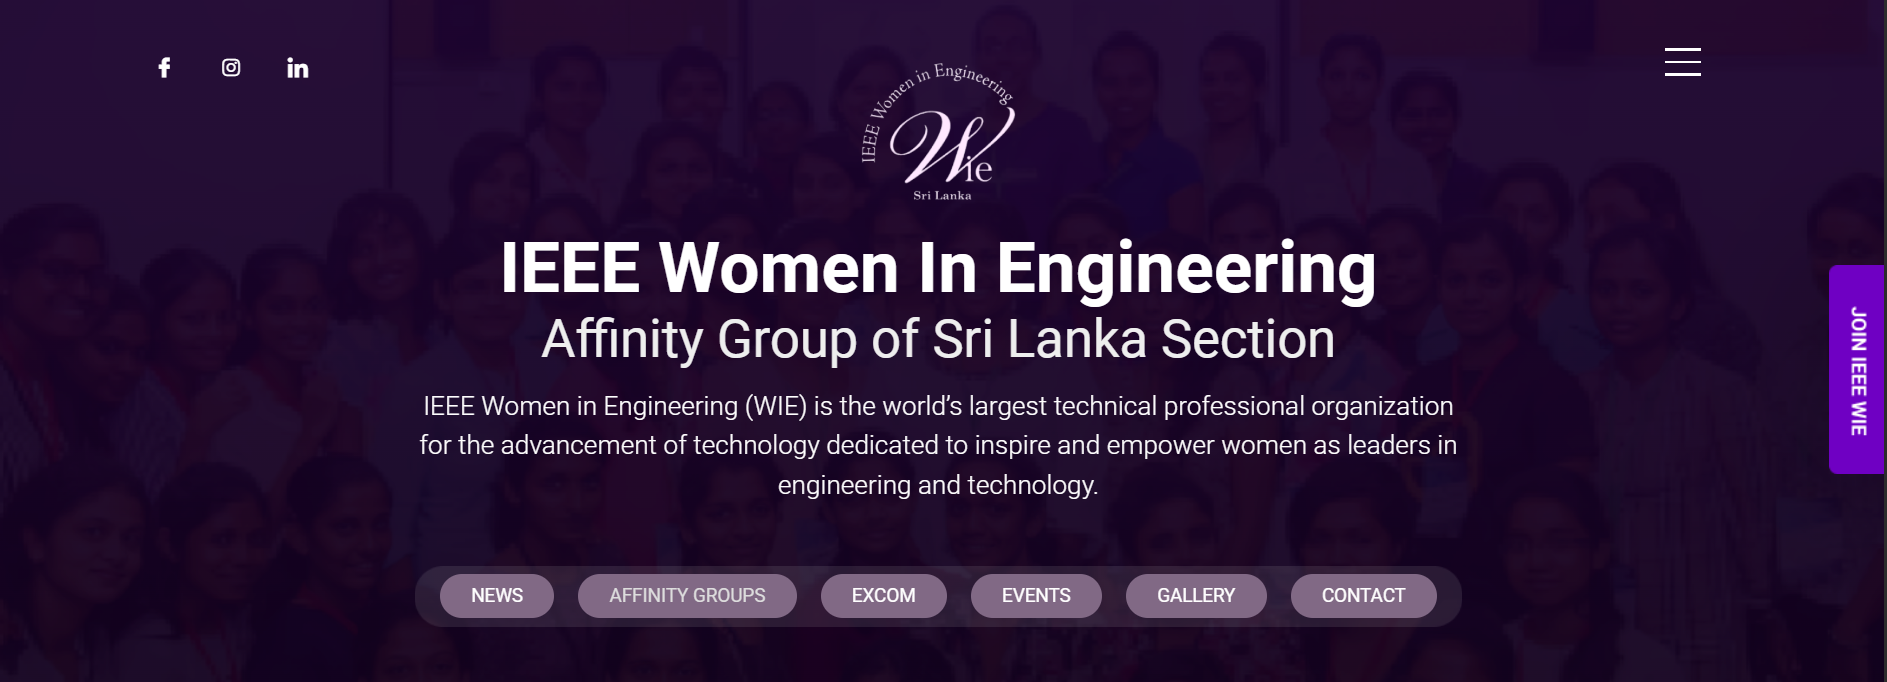 IEEE Women in Engineering
Wie
Sri Lanka
IEEE Women In Engineering
Affinity Group of Sri Lanka Section
IEEE Women in Engineering (WIE) is the world’s largest technical professional organization
for the advancement of technology dedicated to inspire and empower women as leaders in
engineering and technology.
JOIN IEEE WIE
NEWS
AFFINITY GROUPS
EXCOM
EVENTS
GALLERY
CONTACT